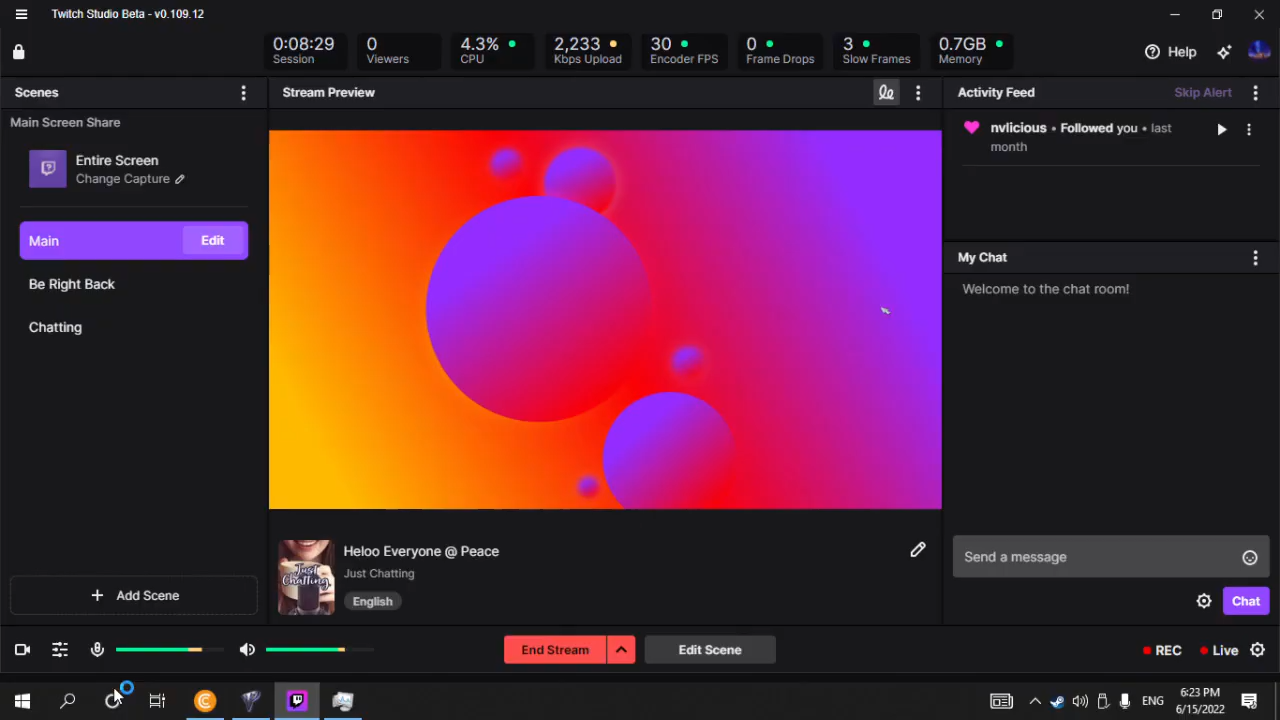 Twitch Studio Beta - v0.109.12
0:08:29
Session
0
Viewers
4.3%
CPU
2,233
Kbps Upload
30
Encoder FPS
0
Frame Drops
3
Slow Frames
0.7GB
Memory
Help
Scenes
Main Screen Share
Entire Screen
Change Capture
Main
Edit
Be Right Back
Chatting
Add Scene
Stream Preview
Just
Chatting
Heloo Everyone @ Peace
Just Chatting
English
Activity Feed
Skip Alert
nvlicious • Followed you • last
month
My Chat
Welcome to the chat room!
Send a message
Chat
End Stream
Edit Scene
REC
Live
ENG
6:23 PM
6/15/2022